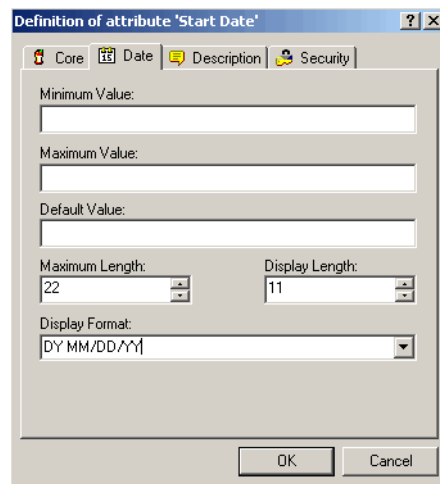 Definition of attribute 'Start Date'
Core Date Description Security
Minimum Value:
Maximum Value:
Default Value:
Maximum Length: Display Length:
22 11
Display Format:
DY MM/DD/YY
OK Cancel